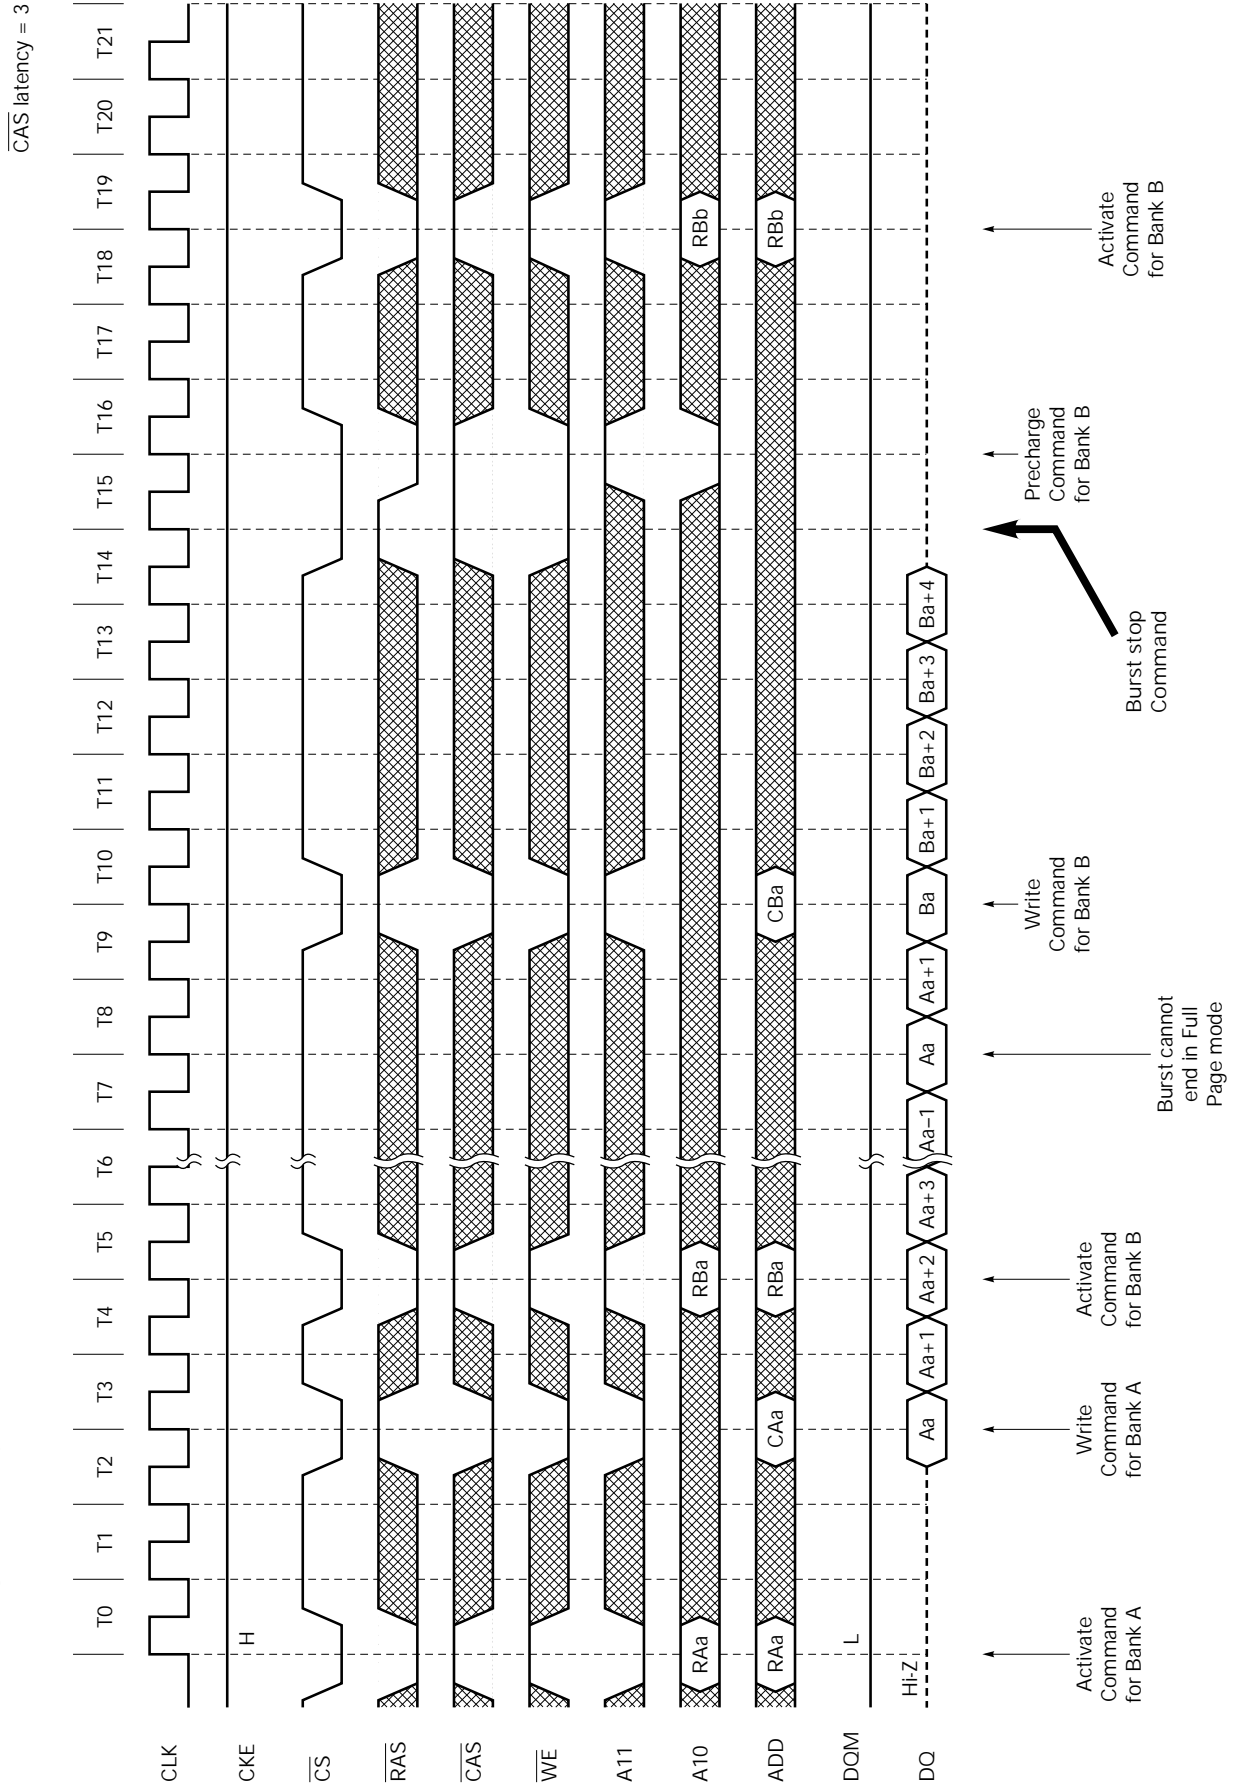 CAS latency = 3
T0 T1 T2 T3 T4 T5 T6 T7 T8 T9 T10 T11 T12 T13 T14 T15 T16 T17 T18 T19 T20 T21
CLK
CKE
H
CS
RAS
CAS
WE
A11
A10
RAa RBa RBb
ADD
RAa CAa RBa CBa RBb
DQM
L
DQ
Hi-Z
Aa Aa+1 Aa+2 Aa+3 Aa−1 Aa Aa+1 Ba Ba+1 Ba+2 Ba+3 Ba+4
Activate
Command
for Bank A
Write
Command
for Bank A
Activate
Command
for Bank B
Burst cannot
end in Full
Page mode
Write
Command
for Bank B
Burst stop
Command
Precharge
Command
for Bank B
Activate
Command
for Bank B